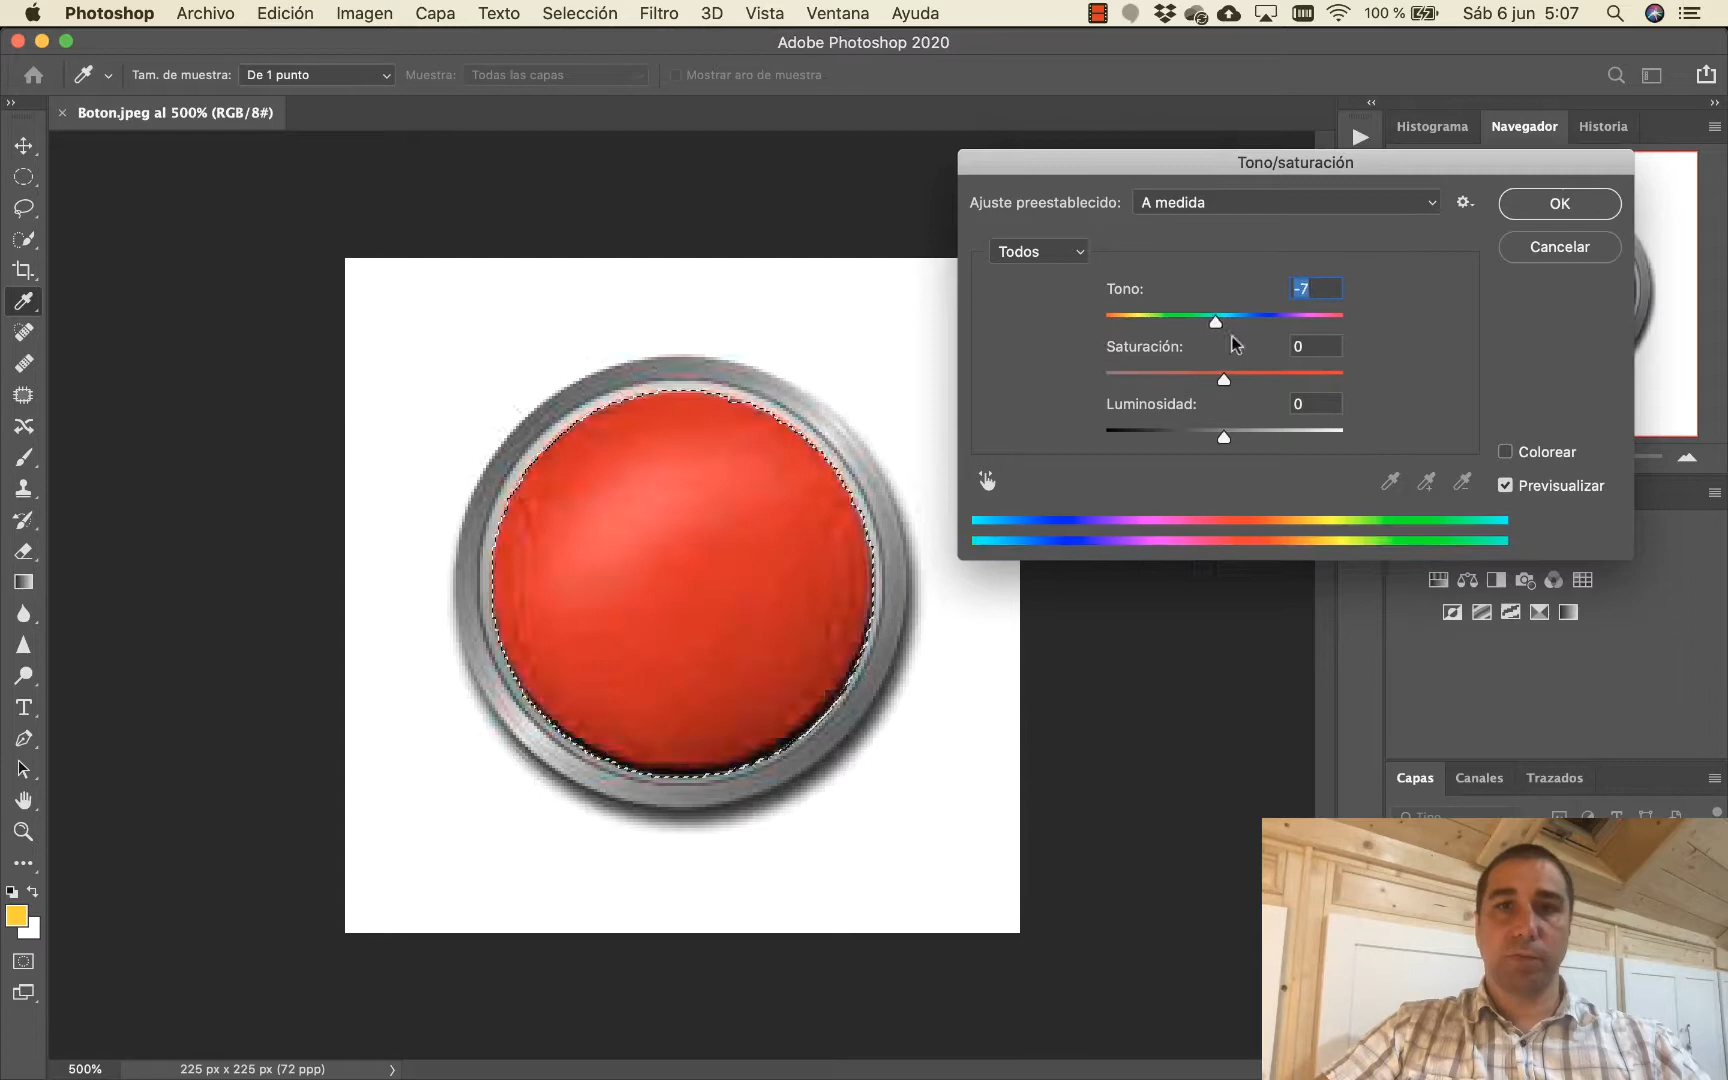 Photoshop Archivo Edición Imagen Capa Texto Selección Filtro 3D Vista Ventana Ayuda 100 % Sáb 6 jun 5:07
Adobe Photoshop 2020
Tam. de muestra: De 1 punto Muestra: Todas las capas Mostrar aro de muestra
Boton.jpeg al 500% (RGB/8#)
Histograma Navegador Historia
Tono/saturación
Ajuste preestablecido: A medida OK
Todos Cancelar
Tono: -7
Saturación: 0
Luminosidad: 0
Colorear
Previsualizar
Capas Canales Trazados
Tipo
500% 225 px x 225 px (72 ppp)